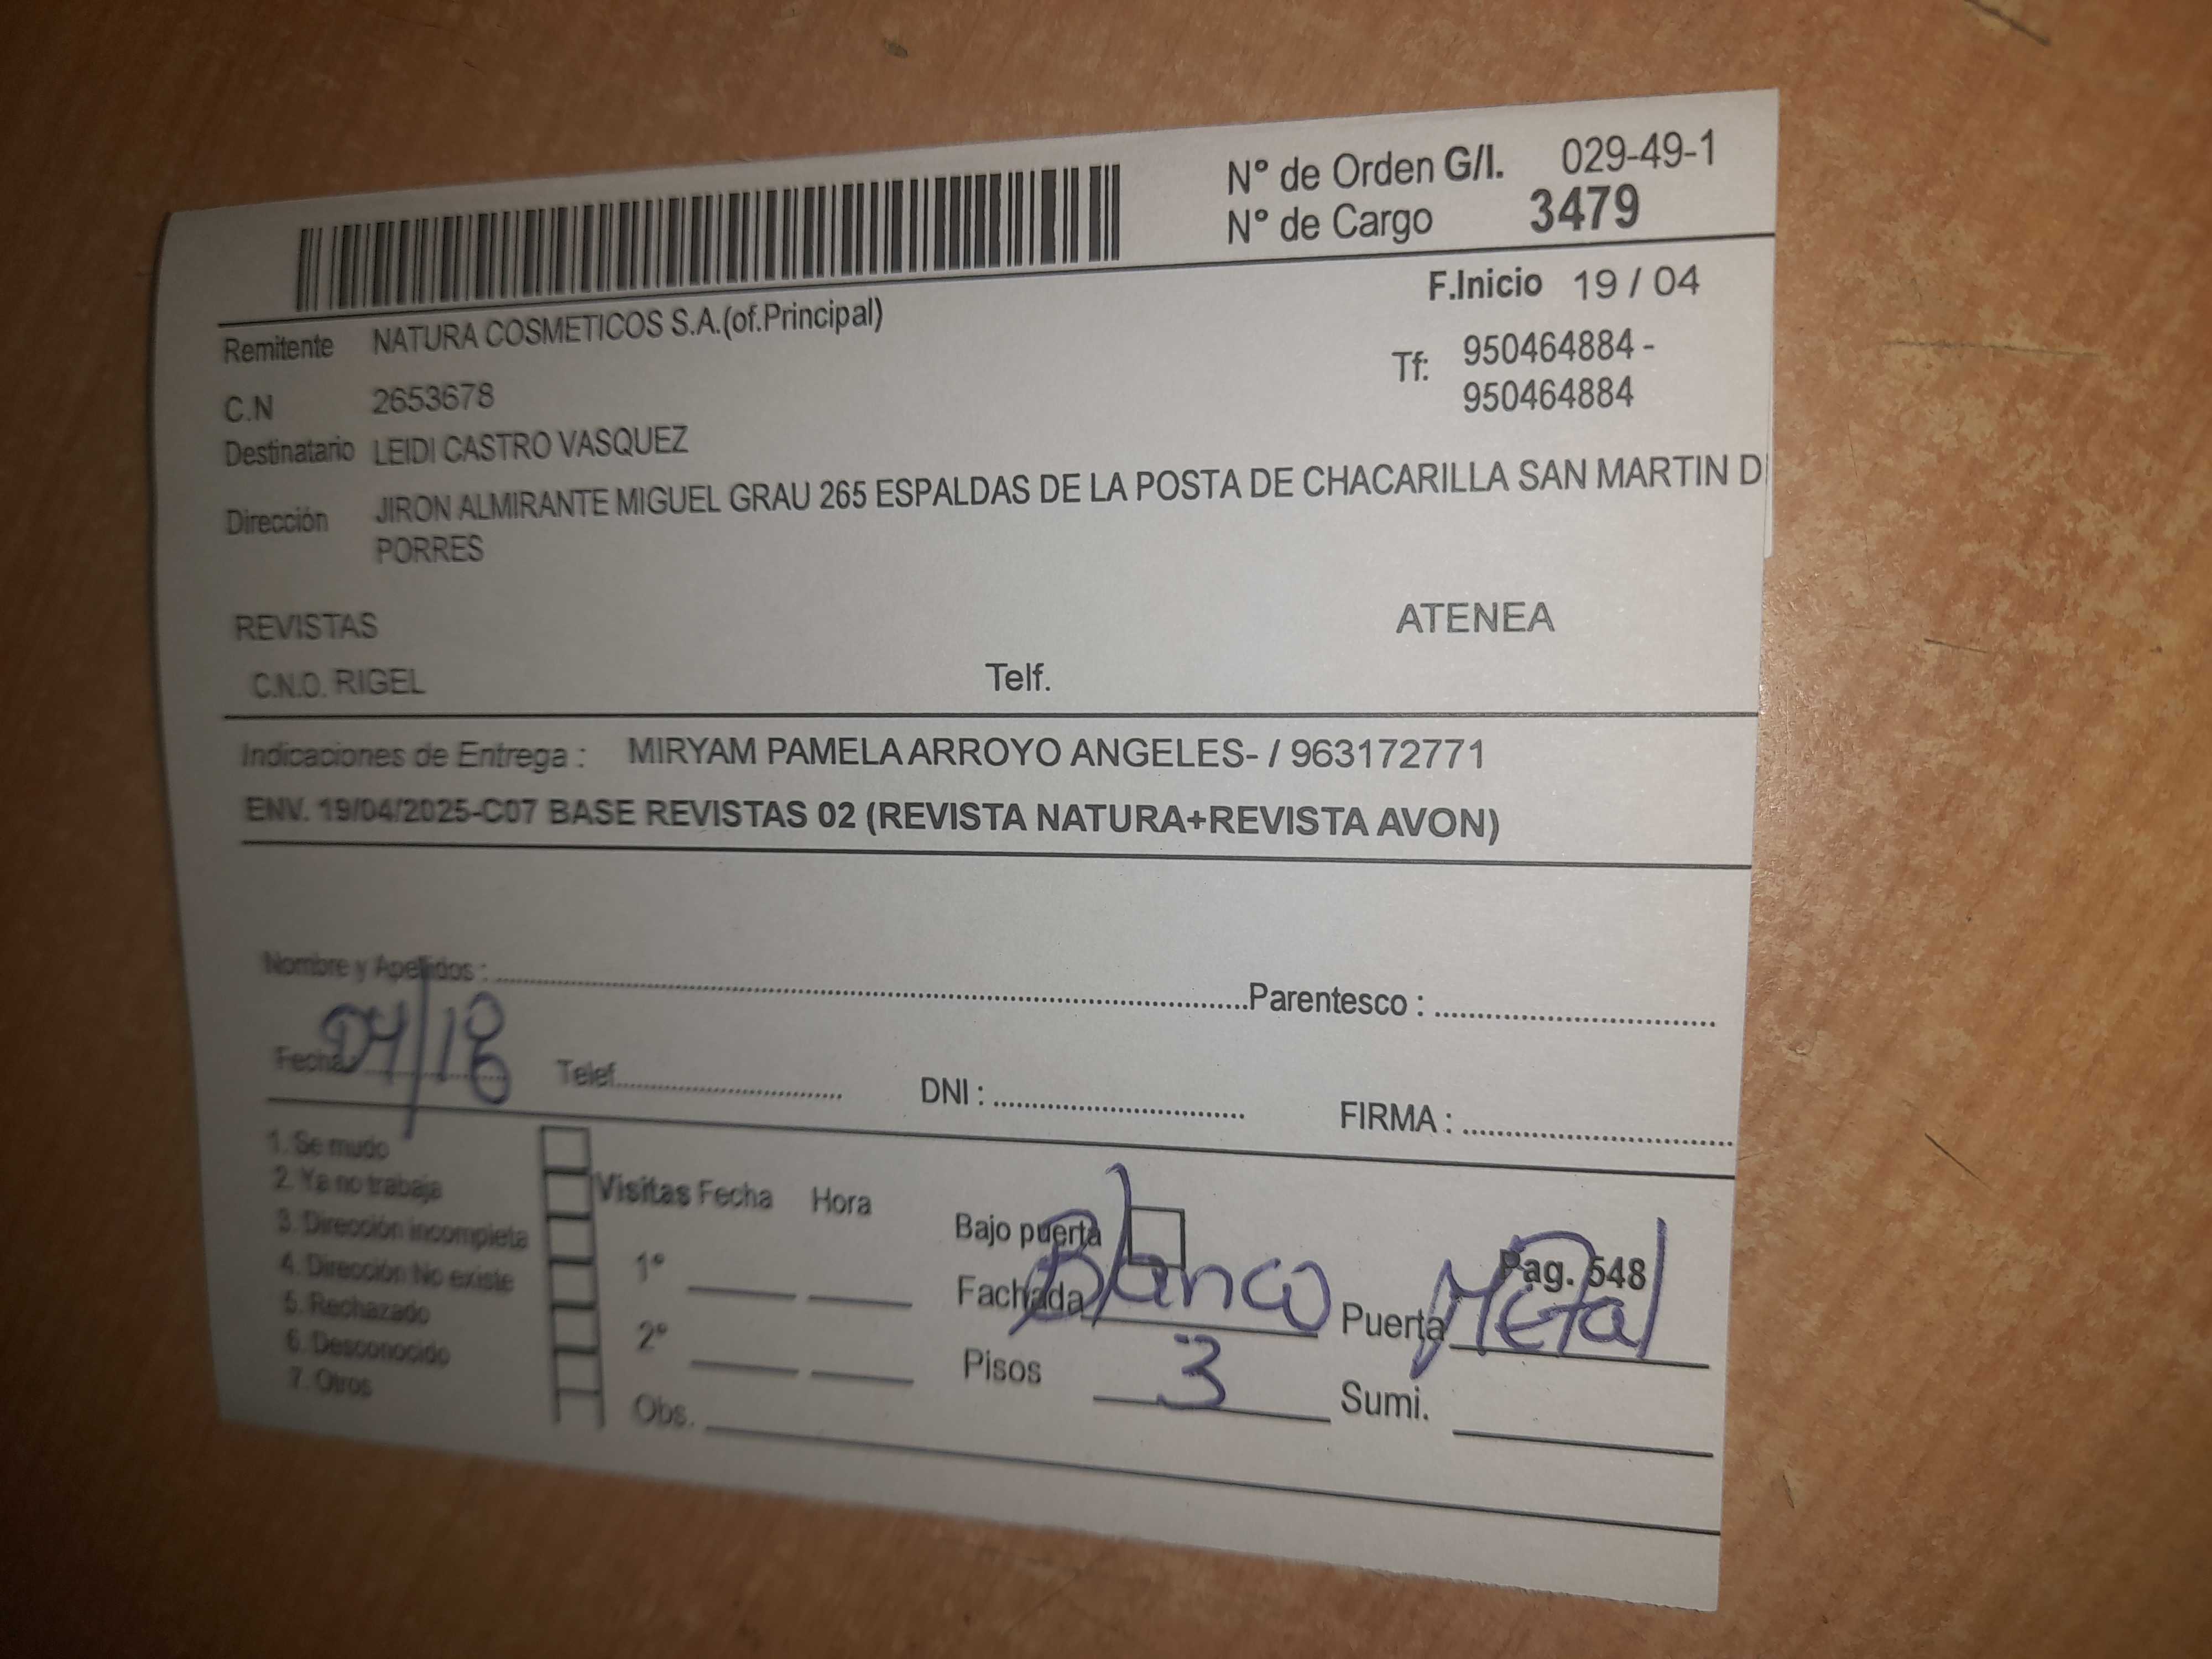 N° de Orden G/I. 029-49-1
N° de Cargo 3479
F.Inicio 19 / 04
Remitente NATURA COSMETICOS S.A.(of.Principal)
Tf: 950464884 -
950464884
C.N 2653678
Destinatario LEIDI CASTRO VASQUEZ
Dirección JIRON ALMIRANTE MIGUEL GRAU 265 ESPALDAS DE LA POSTA DE CHACARILLA SAN MARTIN D
PORRES
REVISTAS ATENEA
C.N.O. RIGEL Telf.
Indicaciones de Entrega : MIRYAM PAMELA ARROYO ANGELES- / 963172771
ENV. 19/04/2025-C07 BASE REVISTAS 02 (REVISTA NATURA+REVISTA AVON)
Nombre y Apellidos : Parentesco :
Fecha 04/18 Telef. DNI : FIRMA :
1. Se mudo
2. Ya no trabaja
3. Dirección incompleta
4. Dirección No existe
5. Rechazado
6. Desconocido
7. Otros
Visitas Fecha Hora
1°
2°
Obs.
Bajo puerta Pag. 548
Fachada Blanco Puerta Metal
Pisos 3 Sumi.